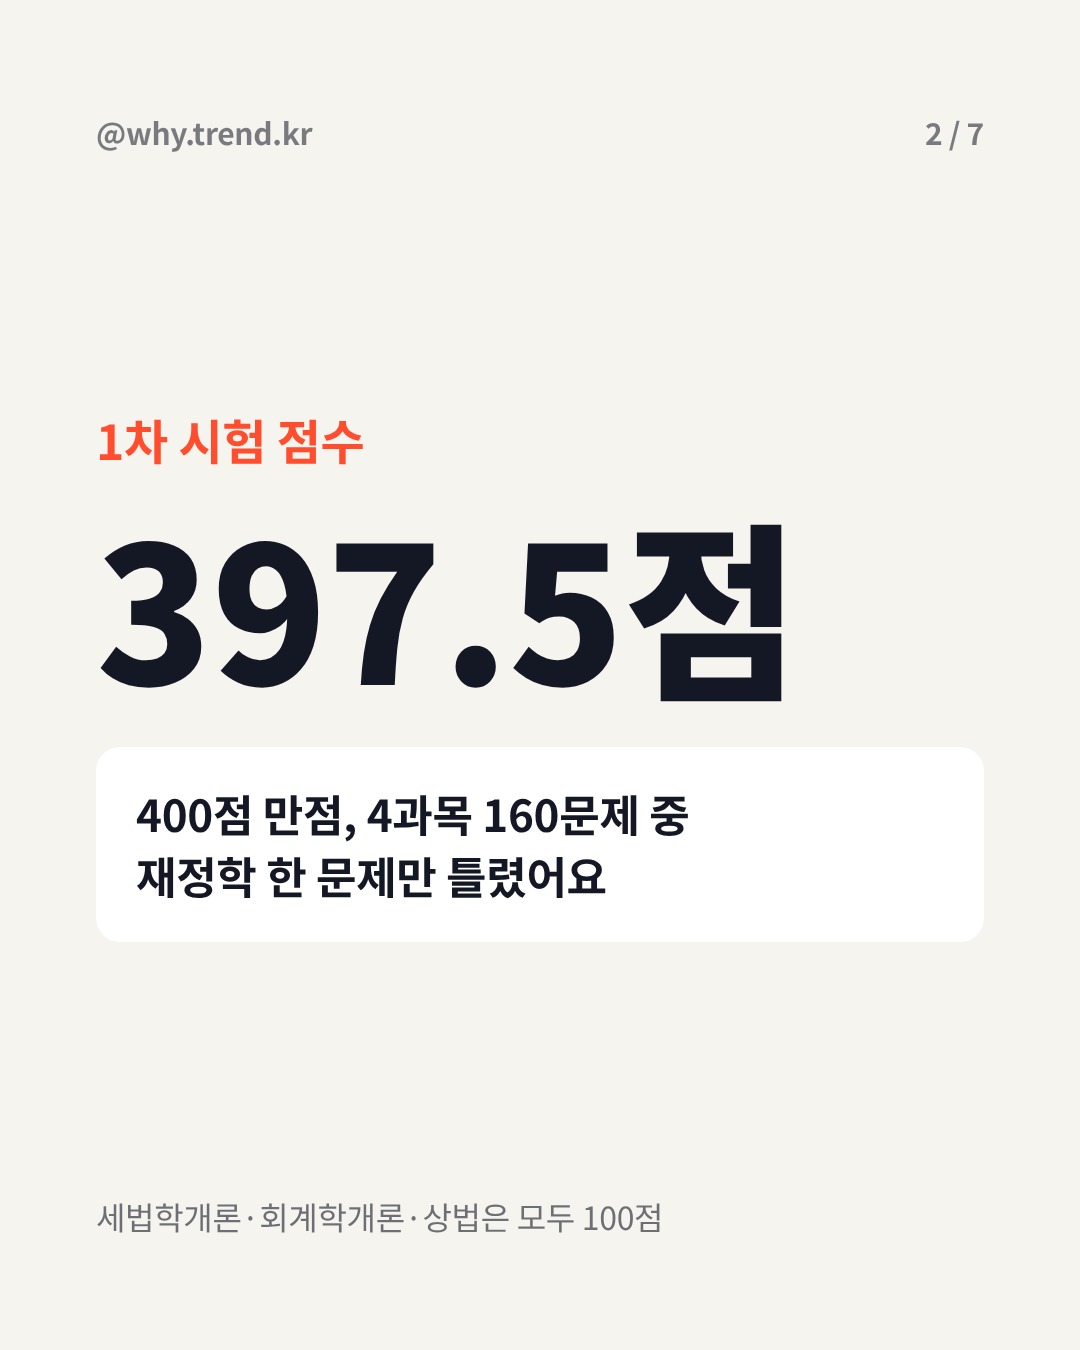 @why.trend.kr
2 / 7
1차 시험 점수
397.5점
400점 만점, 4과목 160문제 중
재정학 한 문제만 틀렸어요
세법학개론·회계학개론·상법은 모두 100점